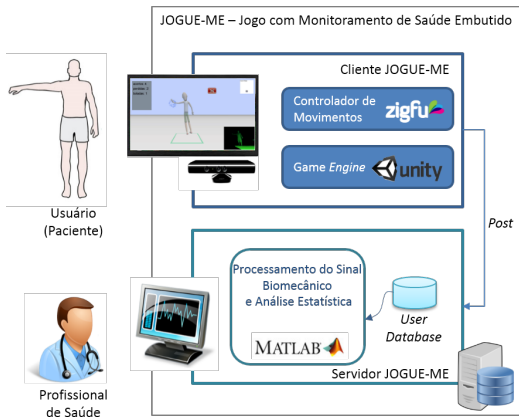 JOGUE-ME – Jogo com Monitoramento de Saúde Embutido
Cliente JOGUE-ME
Controlador de
Movimentos
zigfu
Game Engine
unity
Usuário
(Paciente)
Post
Processamento do Sinal
Biomecânico
e Análise Estatística
MATLAB
User
Database
Servidor JOGUE-ME
Profissional
de Saúde